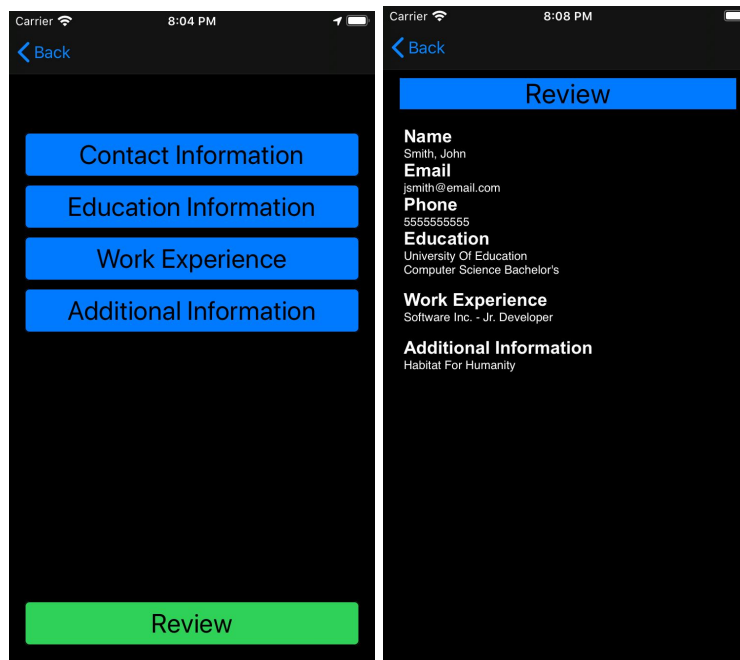 Carrier 8:04 PM
Back
Contact Information
Education Information
Work Experience
Additional Information
Review
Carrier 8:08 PM
Back
Review
Name
Smith, John
Email
jsmith@email.com
Phone
5555555555
Education
University Of Education
Computer Science Bachelor's
Work Experience
Software Inc. - Jr. Developer
Additional Information
Habitat For Humanity